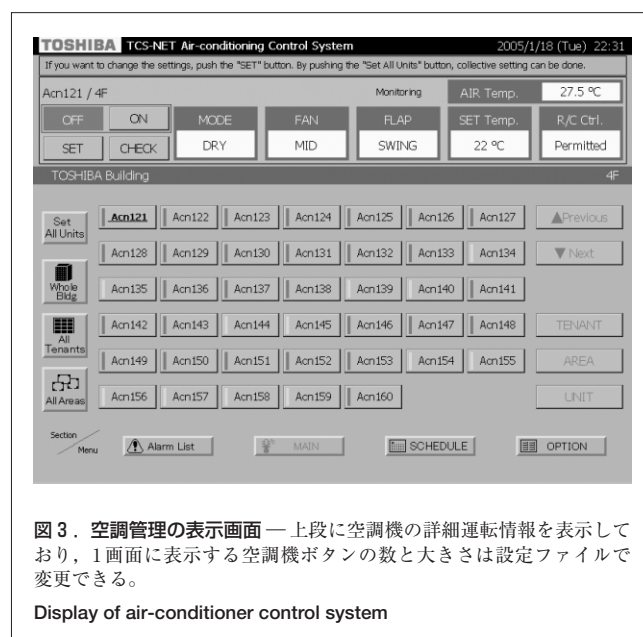 TOSHIBA TCS-NET Air-conditioning Control System 2005/1/18 (Tue) 22:31
If you want to change the settings, push the "SET" button. By pushing the "Set All Units" button, collective setting can be done.
Acn121 / 4F Monitoring AIR Temp. 27.5 ℃
OFF ON MODE FAN FLAP SET Temp. R/C Ctrl.
SET CHECK DRY MID SWING 22 ℃ Permitted
TOSHIBA Building 4F
Set
All Units
Acn121 Acn122 Acn123 Acn124 Acn125 Acn126 Acn127 ▲Previous
Acn128 Acn129 Acn130 Acn131 Acn132 Acn133 Acn134 ▼Next
Whole
Bldg
Acn135 Acn136 Acn137 Acn138 Acn139 Acn140 Acn141
All
Tenants
Acn142 Acn143 Acn144 Acn145 Acn146 Acn147 Acn148 TENANT
Acn149 Acn150 Acn151 Acn152 Acn153 Acn154 Acn155 AREA
All Areas
Acn156 Acn157 Acn158 Acn159 Acn160 UNIT
Section
Menu
Alarm List MAIN SCHEDULE OPTION
図3．空調管理の表示画面―上段に空調機の詳細運転情報を表示して
おり，1画面に表示する空調機ボタンの数と大きさは設定ファイルで
変更できる。
Display of air-conditioner control system